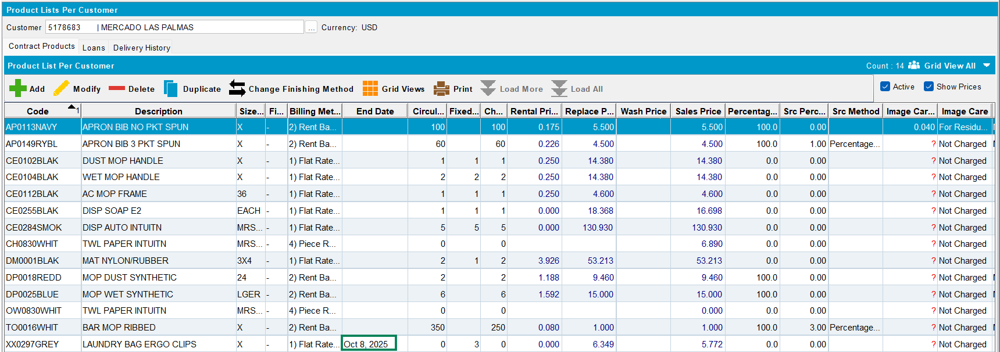 Product Lists Per Customer
Customer 5178683 | MERCADO LAS PALMAS ... Currency: USD
Contract Products Loans Delivery History
Product List Per Customer Count : 14 Grid View All
Add Modify Delete Duplicate Change Finishing Method Grid Views Print Load More Load All Active Show Prices
Code 1 Description Size... Fi... Billing Met... End Date Circul... Fixed... Ch... Rental Pri... Replace P... Wash Price Sales Price Percentag... Src Perc... Src Method Image Car... Image Care
AP0113NAVY APRON BIB NO PKT SPUN X - 2) Rent Ba... 100 100 0.175 5.500 5.500 100.0 0.00 0.040 For Residu...
AP0149RYBL APRON BIB 3 PKT SPUN X - 2) Rent Ba... 60 60 0.226 4.500 4.500 100.0 1.00 Percentage... ? Not Charged
CE0102BLAK DUST MOP HANDLE X - 1) Flat Rate... 1 1 1 0.250 14.380 14.380 0.0 0.00 ? Not Charged
CE0104BLAK WET MOP HANDLE X - 1) Flat Rate... 2 2 2 0.250 14.380 14.380 0.0 0.00 ? Not Charged
CE0112BLAK AC MOP FRAME 36 - 1) Flat Rate... 1 1 1 0.250 4.600 4.600 0.0 0.00 ? Not Charged
CE0255BLAK DISP SOAP E2 EACH - 1) Flat Rate... 1 1 1 0.000 18.368 16.698 0.0 0.00 ? Not Charged
CE0284SMOK DISP AUTO INTUITN MRS... - 1) Flat Rate... 5 5 5 0.000 130.930 130.930 0.0 0.00 ? Not Charged
CH0830WHIT TWL PAPER INTUITN MRS... - 4) Piece R... 0 0 6.890 0.0 0.00 ? Not Charged
DM0001BLAK MAT NYLON/RUBBER 3X4 - 1) Flat Rate... 2 1 2 3.926 53.213 53.213 0.0 0.00 ? Not Charged
DP0018REDD MOP DUST SYNTHETIC 24 - 2) Rent Ba... 2 2 1.188 9.460 9.460 100.0 0.00 ? Not Charged
DP0025BLUE MOP WET SYNTHETIC LGER - 2) Rent Ba... 6 6 1.592 15.000 15.000 100.0 0.00 ? Not Charged
OW0830WHIT TWL PAPER INTUITN MRS... - 4) Piece R... 0 0 0.000 0.0 0.00 ? Not Charged
TO0016WHIT BAR MOP RIBBED X - 2) Rent Ba... 350 250 0.080 1.000 1.000 100.0 3.00 Percentage... ? Not Charged
XX0297GREY LAUNDRY BAG ERGO CLIPS X - 1) Flat Rate... Oct 8, 2025 0 3 0 0.000 6.349 5.772 0.0 0.00 ? Not Charged